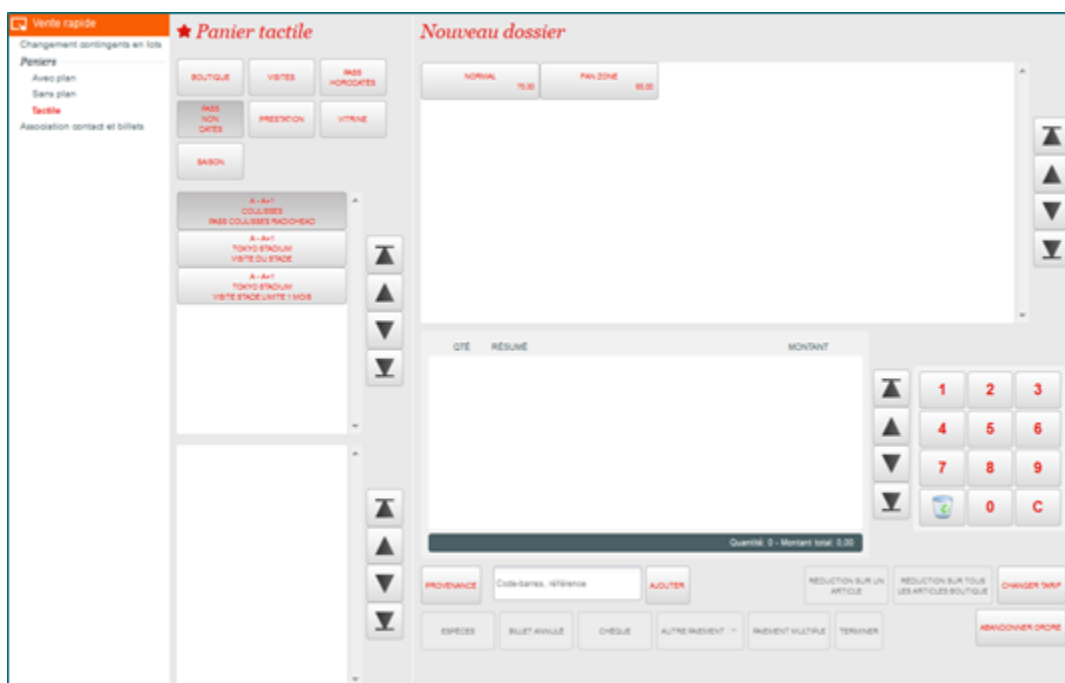 Vente rapide
Changement contingents en lots
Paniers
Avec plan
Sans plan
Tactile
Association contact et billets
Panier tactile
BOUTIQUE
VISITES
PASS
HORODATÉS
PASS
NON
DATÉS
PRESTATION
VITRINE
SAISON
A - A+1
COULISSES
PASS COULISSES RADIOHEAD
A - A+1
TOKYO STADIUM
VISITE DU STADE
A - A+1
TOKYO STADIUM
VISITE STADE LIMITE 1 MOIS
Nouveau dossier
NORMAL
75,00
FAN ZONE
65,00
QTÉ RÉSUMÉ MONTANT
Quantité: 0 - Montant total: 0,00
1 2 3
4 5 6
7 8 9
0 C
PROVENANCE
Code-barres, référence
AJOUTER
RÉDUCTION SUR UN
ARTICLE
RÉDUCTION SUR TOUS
LES ARTICLES BOUTIQUE
CHANGER TARIF
ESPÈCES
BILLET ANNULÉ
CHÈQUE
AUTRE PAIEMENT
PAIEMENT MULTIPLE
TERMINER
ABANDONNER ORDRE